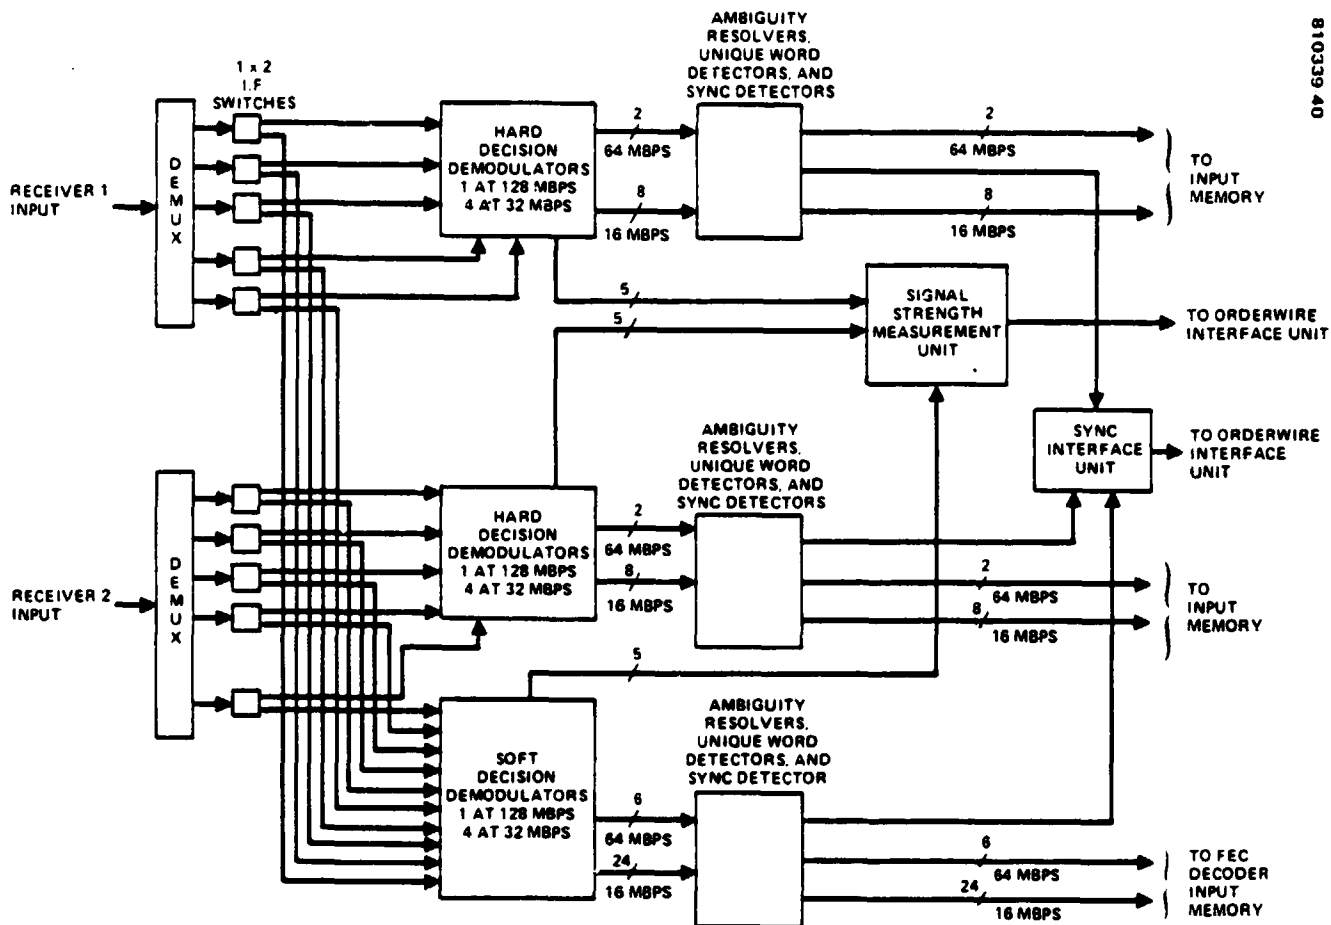 810339-40
AMBIGUITY
RESOLVERS,
UNIQUE WORD
DETECTORS, AND
SYNC DETECTORS
1 x 2
I.F
SWITCHES
DEMUX
RECEIVER 1
INPUT
HARD
DECISION
DEMODULATORS
1 AT 128 MBPS
4 AT 32 MBPS
2
64 MBPS
8
16 MBPS
2
64 MBPS
8
16 MBPS
TO
INPUT
MEMORY
5
5
SIGNAL
STRENGTH
MEASUREMENT
UNIT
TO ORDERWIRE
INTERFACE UNIT
SYNC
INTERFACE
UNIT
TO ORDERWIRE
INTERFACE
UNIT
AMBIGUITY
RESOLVERS,
UNIQUE WORD
DETECTORS, AND
SYNC DETECTORS
DEMUX
RECEIVER 2
INPUT
HARD
DECISION
DEMODULATORS
1 AT 128 MBPS
4 AT 32 MBPS
2
64 MBPS
8
16 MBPS
2
64 MBPS
8
16 MBPS
TO
INPUT
MEMORY
5
AMBIGUITY
RESOLVERS,
UNIQUE WORD
DETECTORS, AND
SYNC DETECTOR
SOFT
DECISION
DEMODULATORS
1 AT 128 MBPS
4 AT 32 MBPS
6
64 MBPS
24
16 MBPS
6
64 MBPS
24
16 MBPS
TO FEC
DECODER
INPUT
MEMORY